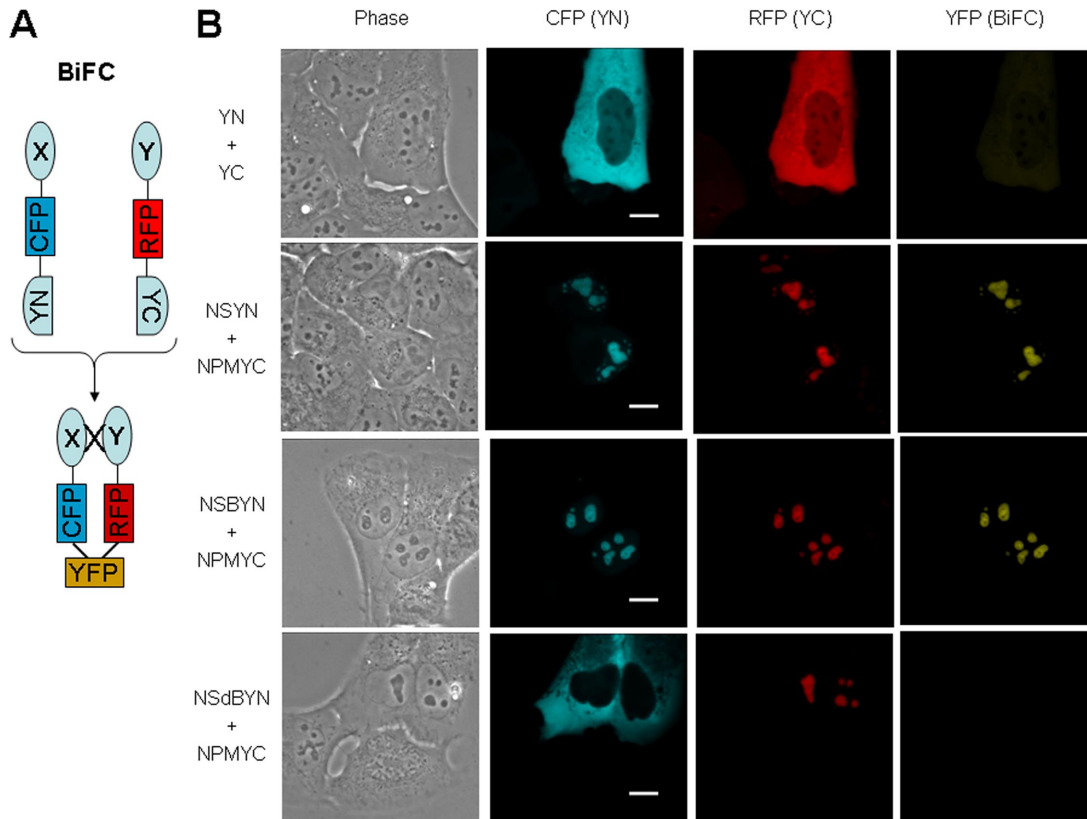 A
BiFC
X
Y
CFP
RFP
YN
YC
X Y
CFP
RFP
YFP
B
Phase
CFP (YN)
RFP (YC)
YFP (BiFC)
YN
+
YC
NSYN
+
NPMYC
NSBYN
+
NPMYC
NSdBYN
+
NPMYC